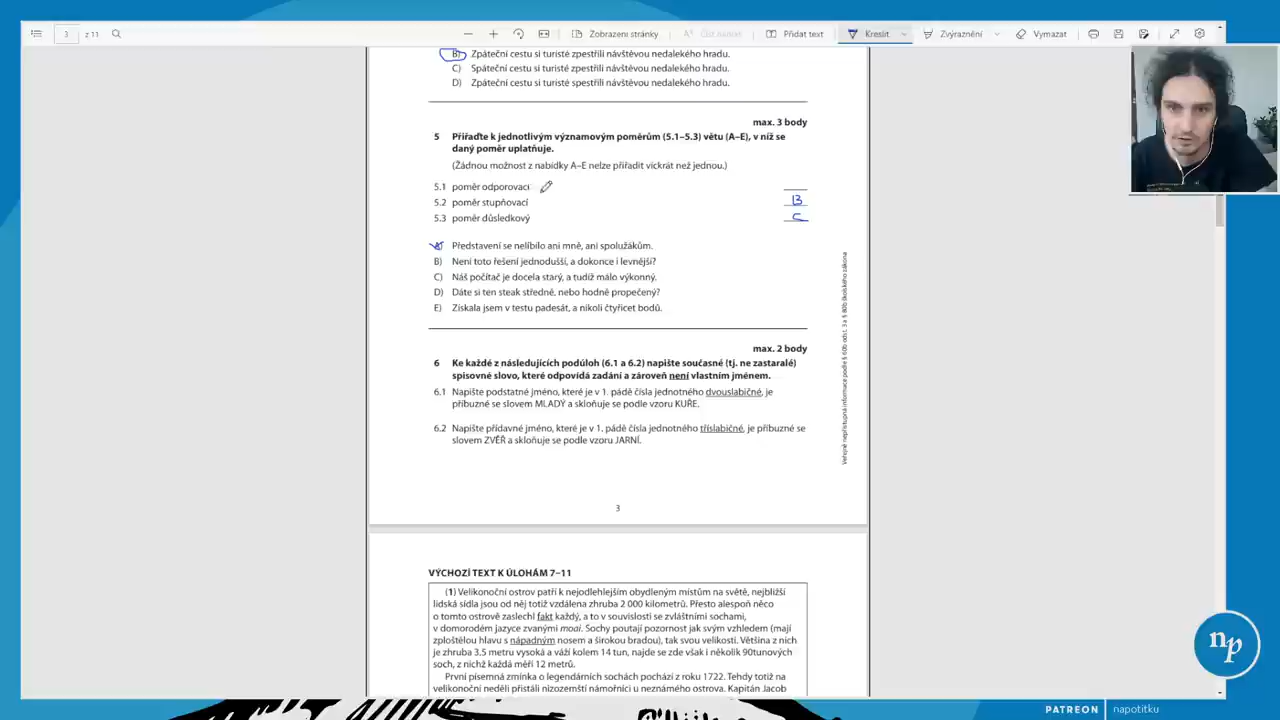 3 z 11 Zobrazení stránky Číst nahlas Přidat text Kreslit Zvýraznění Vymazat
B) Zpáteční cestu si turisté zpestřili návštěvou nedalekého hradu.
C) Spáteční cestu si turisté zpestřili návštěvou nedalekého hradu.
D) Zpáteční cestu si turisté spestřili návštěvou nedalekého hradu.
max. 3 body
5 Přiřaďte k jednotlivým významovým poměrům (5.1–5.3) větu (A–E), v níž se
daný poměr uplatňuje.
(Žádnou možnost z nabídky A–E nelze přiřadit víckrát než jednou.)
5.1 poměr odporovací
5.2 poměr stupňovací B
5.3 poměr důsledkový C
A) Představení se nelíbilo ani mně, ani spolužákům.
B) Není toto řešení jednodušší, a dokonce i levnější?
C) Náš počítač je docela starý, a tudíž málo výkonný.
D) Dáte si ten steak středně, nebo hodně propečený?
E) Získala jsem v testu padesát, a nikoli čtyřicet bodů.
max. 2 body
6 Ke každé z následujících podúloh (6.1 a 6.2) napište současné (tj. ne zastaralé)
spisovné slovo, které odpovídá zadání a zároveň není vlastním jménem.
6.1 Napište podstatné jméno, které je v 1. pádě čísla jednotného dvouslabičné, je
příbuzné se slovem MLADÝ a skloňuje se podle vzoru KUŘE.
6.2 Napište přídavné jméno, které je v 1. pádě čísla jednotného tříslabičné, je příbuzné se
slovem ZVĚŘ a skloňuje se podle vzoru JARNÍ.
Veřejně nepřístupná informace podle § 60b odst. 3 a § 80b školského zákona
3
VÝCHOZÍ TEXT K ÚLOHÁM 7–11
(1) Velikonoční ostrov patří k nejodlehlejším obydleným místům na světě, nejbližší
lidská sídla jsou od něj totiž vzdálena zhruba 2 000 kilometrů. Přesto alespoň něco
o tomto ostrově zaslechl fakt každý, a to v souvislosti se zvláštními sochami,
v domorodém jazyce zvanými moai. Sochy poutají pozornost jak svým vzhledem (mají
zploštělou hlavu s nápadným nosem a širokou bradou), tak svou velikostí. Většina z nich
je zhruba 3,5 metru vysoká a váží kolem 14 tun, najde se zde však i několik 90tunových
soch, z nichž každá měří 12 metrů.
První písemná zmínka o legendárních sochách pochází z roku 1722. Tehdy totiž na
velikonoční neděli přistáli nizozemští námořníci u neznámého ostrova. Kapitán Jacob
np
PATREON napotitku